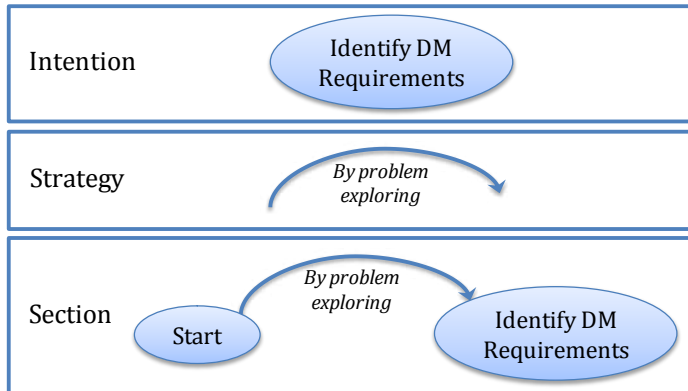 Intention
Identify DM
Requirements
Strategy
By problem
exploring
Section
Start
By problem
exploring
Identify DM
Requirements